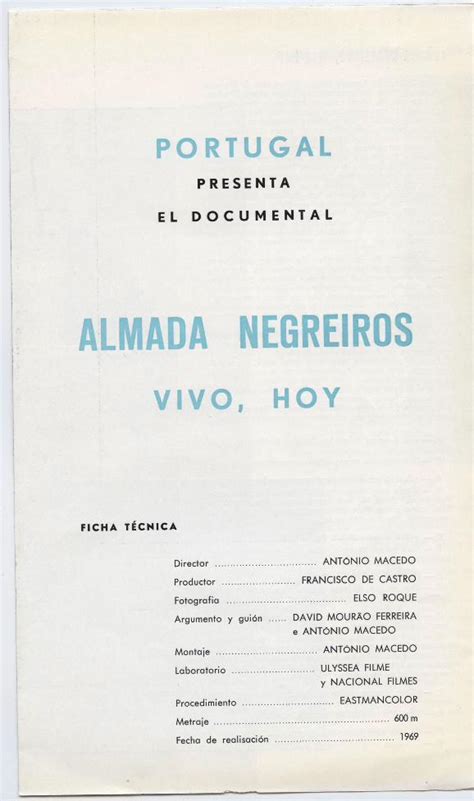 PORTUGAL
PRESENTA
EL DOCUMENTAL
ALMADA NEGREIROS
VIVO, HOY
FICHA TÉCNICA
Director ............................ ANTÓNIO MACEDO
Productor ...................... FRANCISCO DE CASTRO
Fotografia ................................... ELSO ROQUE
Argumento y guión ...... DAVID MOURÃO FERREIRA
e ANTÓNIO MACEDO
Montaje ............................. ANTÓNIO MACEDO
Laboratorio ........................ ULYSSEA FILME
y NACIONAL FILMES
Procedimiento ............................ EASTMANCOLOR
Metraje .................................................... 600 m
Fecha de realisación ................................... 1969